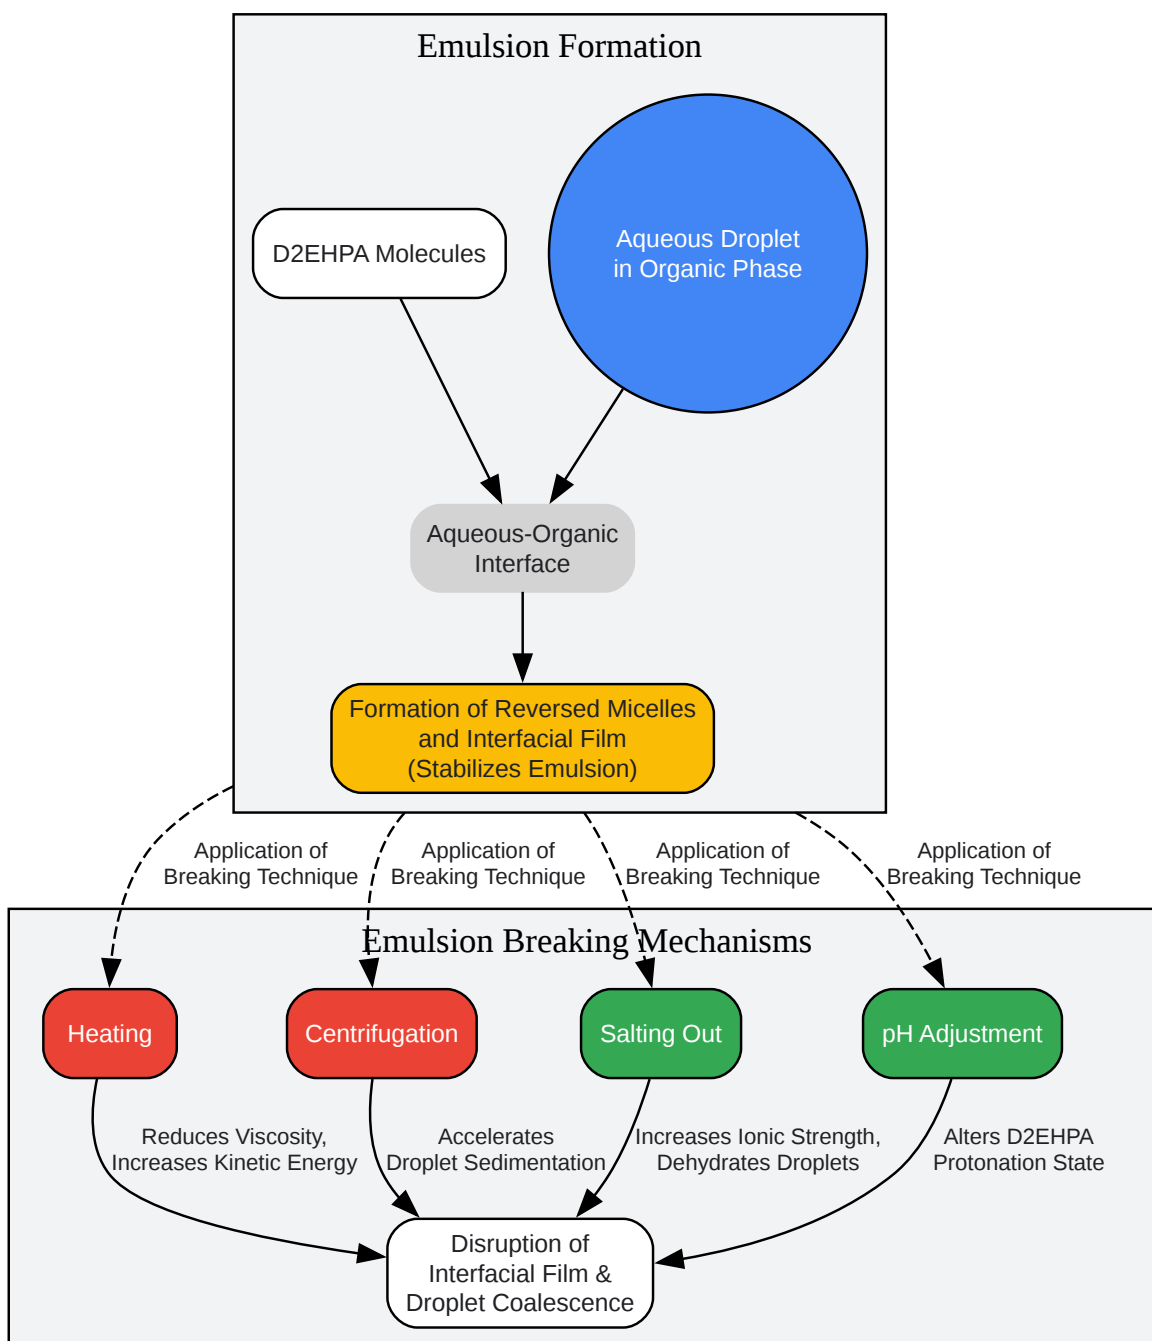 Emulsion Formation
D2EHPA Molecules
Aqueous Droplet
in Organic Phase
Aqueous-Organic
Interface
Formation of Reversed Micelles
and Interfacial Film
(Stabilizes Emulsion)
Application of
Breaking Technique
Application of
Breaking Technique
Application of
Breaking Technique
Application of
Breaking Technique
Emulsion Breaking Mechanisms
Heating
Centrifugation
Salting Out
pH Adjustment
Reduces Viscosity,
Increases Kinetic Energy
Accelerates
Droplet Sedimentation
Increases Ionic Strength,
Dehydrates Droplets
Alters D2EHPA
Protonation State
Disruption of
Interfacial Film &
Droplet Coalescence